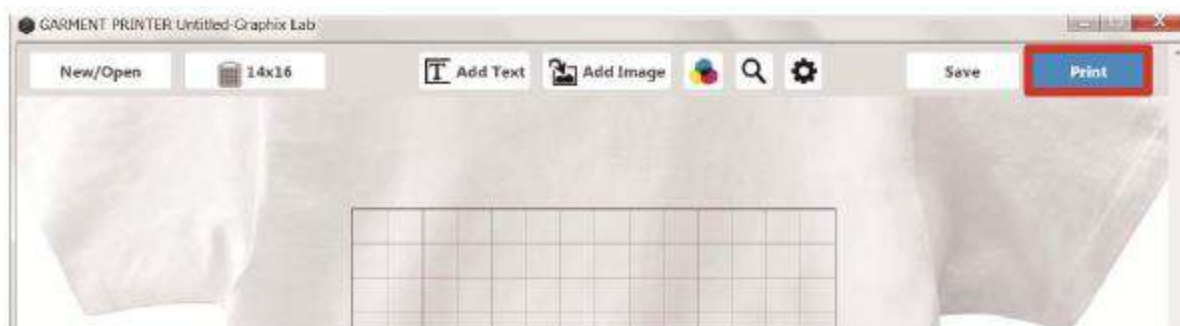 GARMENT PRINTER Untitled-Graphix Lab
New/Open 14x16 Add Text Add Image Save Print